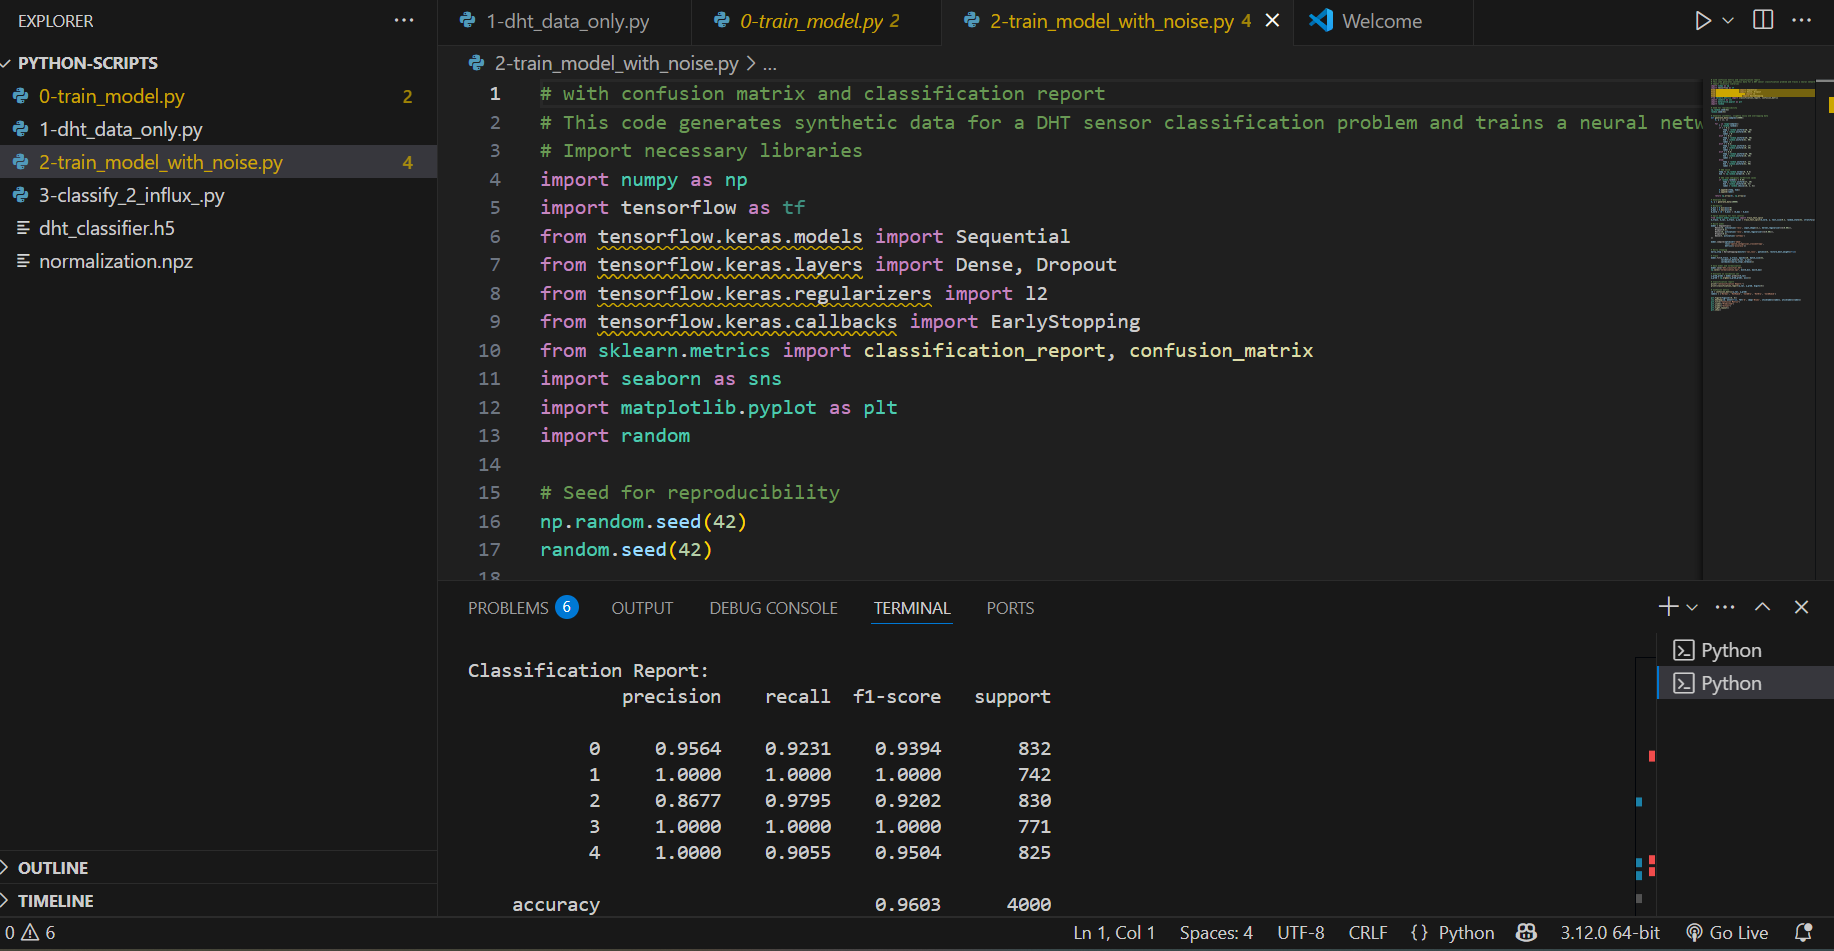 EXPLORER
PYTHON-SCRIPTS
0-train_model.py 2
1-dht_data_only.py
2-train_model_with_noise.py 4
3-classify_2_influx_.py
dht_classifier.h5
normalization.npz
OUTLINE
TIMELINE
1-dht_data_only.py 0-train_model.py 2 2-train_model_with_noise.py 4 Welcome
2-train_model_with_noise.py > ...
1 # with confusion matrix and classification report
2 # This code generates synthetic data for a DHT sensor classification problem and trains a neural netw
3 # Import necessary libraries
4 import numpy as np
5 import tensorflow as tf
6 from tensorflow.keras.models import Sequential
7 from tensorflow.keras.layers import Dense, Dropout
8 from tensorflow.keras.regularizers import l2
9 from tensorflow.keras.callbacks import EarlyStopping
10 from sklearn.metrics import classification_report, confusion_matrix
11 import seaborn as sns
12 import matplotlib.pyplot as plt
13 import random
14
15 # Seed for reproducibility
16 np.random.seed(42)
17 random.seed(42)
18
PROBLEMS 6 OUTPUT DEBUG CONSOLE TERMINAL PORTS
Classification Report:
precision recall f1-score support
0 0.9564 0.9231 0.9394 832
1 1.0000 1.0000 1.0000 742
2 0.8677 0.9795 0.9202 830
3 1.0000 1.0000 1.0000 771
4 1.0000 0.9055 0.9504 825
accuracy 0.9603 4000
Python
Python
0 6 Ln 1, Col 1 Spaces: 4 UTF-8 CRLF {} Python 3.12.0 64-bit Go Live